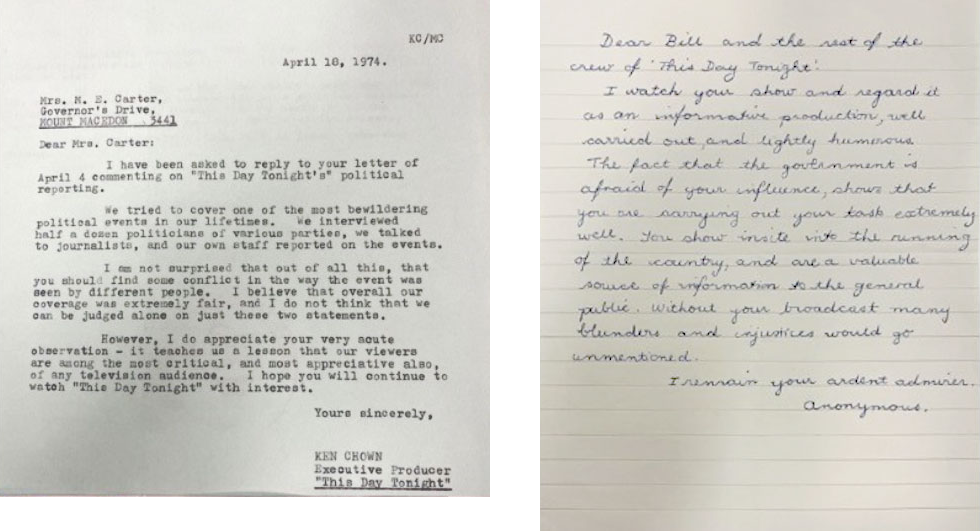 KC/MC
April 18, 1974.
Mrs. M. E. Carter,
Governor's Drive,
MOUNT MACEDON 3441
Dear Mrs. Carter:
I have been asked to reply to your letter of
April 4 commenting on "This Day Tonight's" political
reporting.
We tried to cover one of the most bewildering
political events in our lifetimes. We interviewed
half a dozen politicians of various parties, we talked
to journalists, and our own staff reported on the events.
I am not surprised that out of all this, that
you should find some conflict in the way the event was
seen by different people. I believe that overall our
coverage was extremely fair, and I do not think that we
can be judged alone on just these two statements.
However, I do appreciate your very acute
observation - it teaches us a lesson that our viewers
are among the most critical, and most appreciative also,
of any television audience. I hope you will continue to
watch "This Day Tonight" with interest.
Yours sincerely,
KEN CHOWN
Executive Producer
"This Day Tonight"
Dear Bill and the rest of the
crew of 'This Day Tonight'.
I watch your show and regard it
as an informative production, well
carried out, and lightly humorous.
The fact that the government is
afraid of your influence, shows that
you are carrying out your task extremely
well. You show insite into the running
of the country, and are a valuable
source of information to the general
public. Without your broadcast many
blunders and injustices would go
unmentioned.
I remain your ardent admirer.
Anonymous.